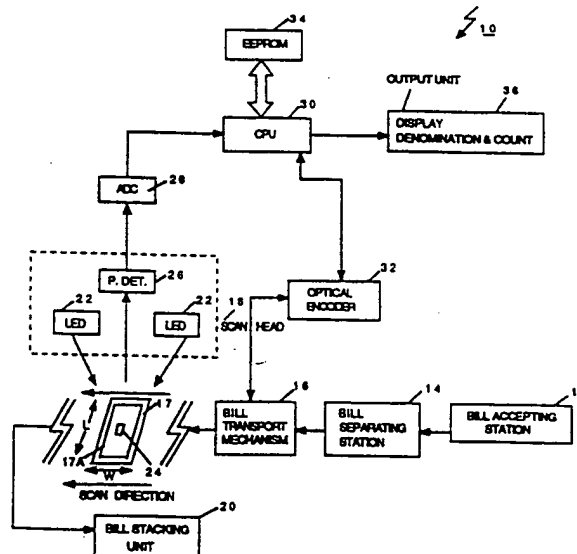 34
10
EEPROM
30
OUTPUT UNIT
36
CPU
DISPLAY
DENOMINATION & COUNT
ADC
28
P. DET.
26
32
22
22
18
OPTICAL
ENCODER
LED
LED
SCAN HEAD
17
16
14
1
BILL
TRANSPORT
MECHANISM
BILL
SEPARATING
STATION
BILL ACCEPTING
STATION
L
17A
W
24
SCAN DIRECTION
20
BILL STACKING
UNIT